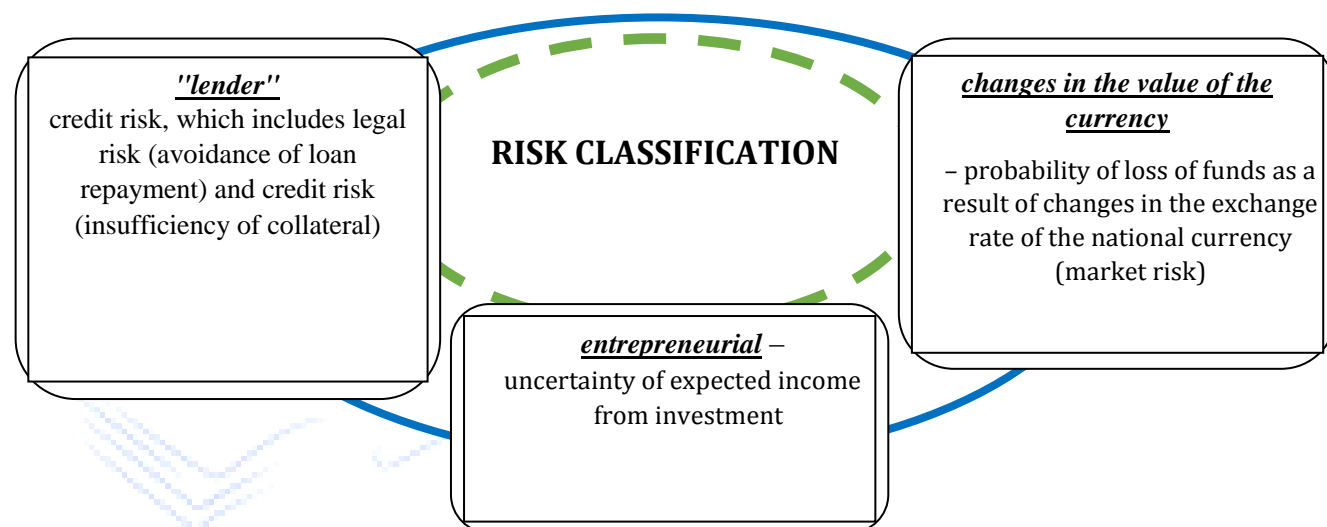 "lender"
credit risk, which includes legal
risk (avoidance of loan
repayment) and credit risk
(insufficiency of collateral)
RISK CLASSIFICATION
changes in the value of the
currency
– probability of loss of funds as a
result of changes in the exchange
rate of the national currency
(market risk)
entrepreneurial –
uncertainty of expected income
from investment